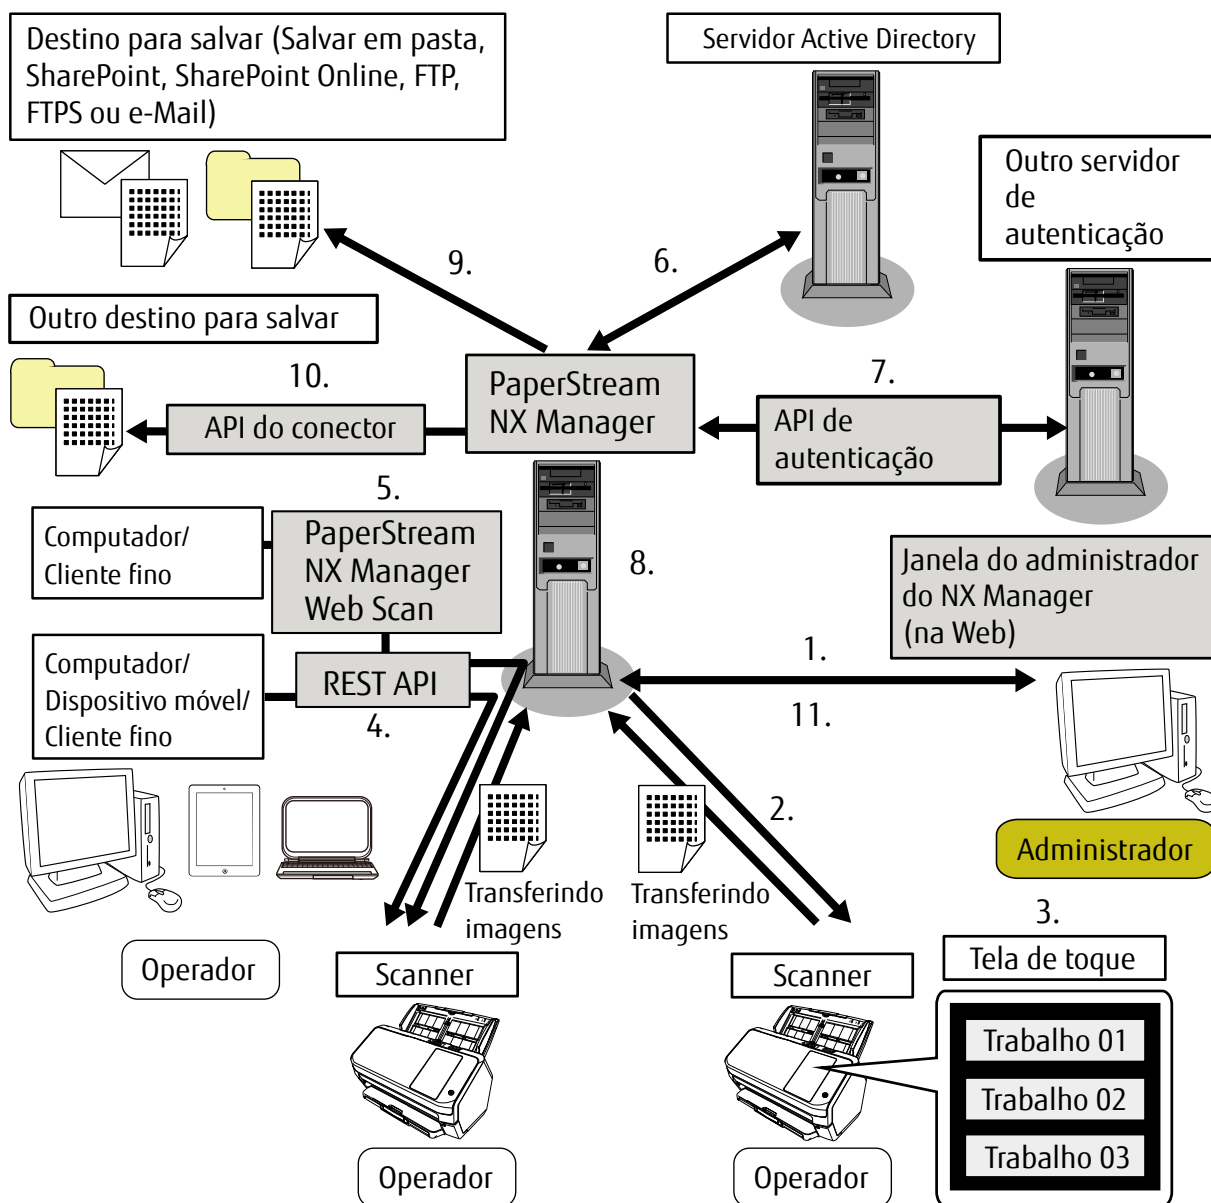 Destino para salvar (Salvar em pasta,
SharePoint, SharePoint Online, FTP,
FTPS ou e-Mail)
Servidor Active Directory
Outro servidor
de
autenticação
9.
6.
Outro destino para salvar
10.
API do conector
PaperStream
NX Manager
7.
API de
autenticação
5.
Computador/
Cliente fino
PaperStream
NX Manager
Web Scan
8.
Janela do administrador
do NX Manager
(na Web)
Computador/
Dispositivo móvel/
Cliente fino
REST API
4.
1.
11.
2.
Transferindo
imagens
Transferindo
imagens
Administrador
3.
Operador
Scanner
Scanner
Tela de toque
Trabalho 01
Trabalho 02
Trabalho 03
Operador
Operador